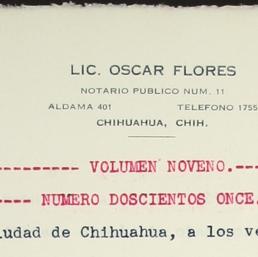 LIC. OSCAR FLORES
NOTARIO PUBLICO NUM. 11
ALDAMA 401 TELEFONO 1755
CHIHUAHUA, CHIH.
---------- VOLUMEN NOVENO.---
---- NUMERO DOSCIENTOS ONCE.
iudad de Chihuahua, a los ve